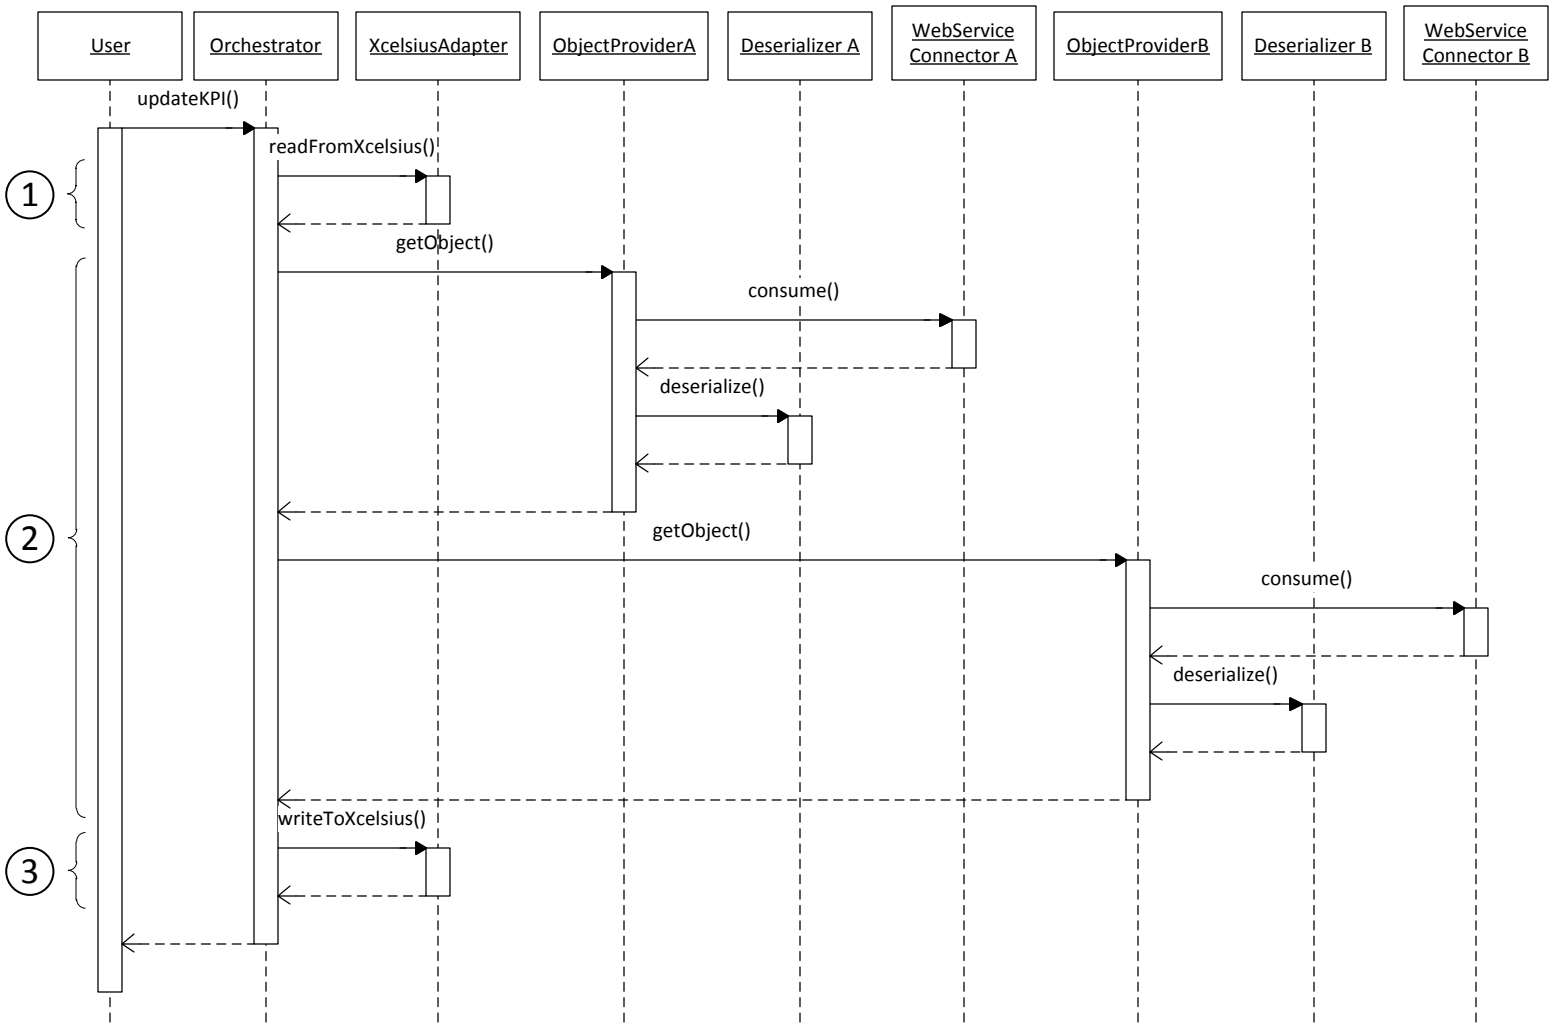 User
Orchestrator
XcelsiusAdapter
ObjectProviderA
Deserializer A
WebService
Connector A
ObjectProviderB
Deserializer B
WebService
Connector B
updateKPI()
readFromXcelsius()
1
getObject()
consume()
deserialize()
2
getObject()
consume()
deserialize()
writeToXcelsius()
3